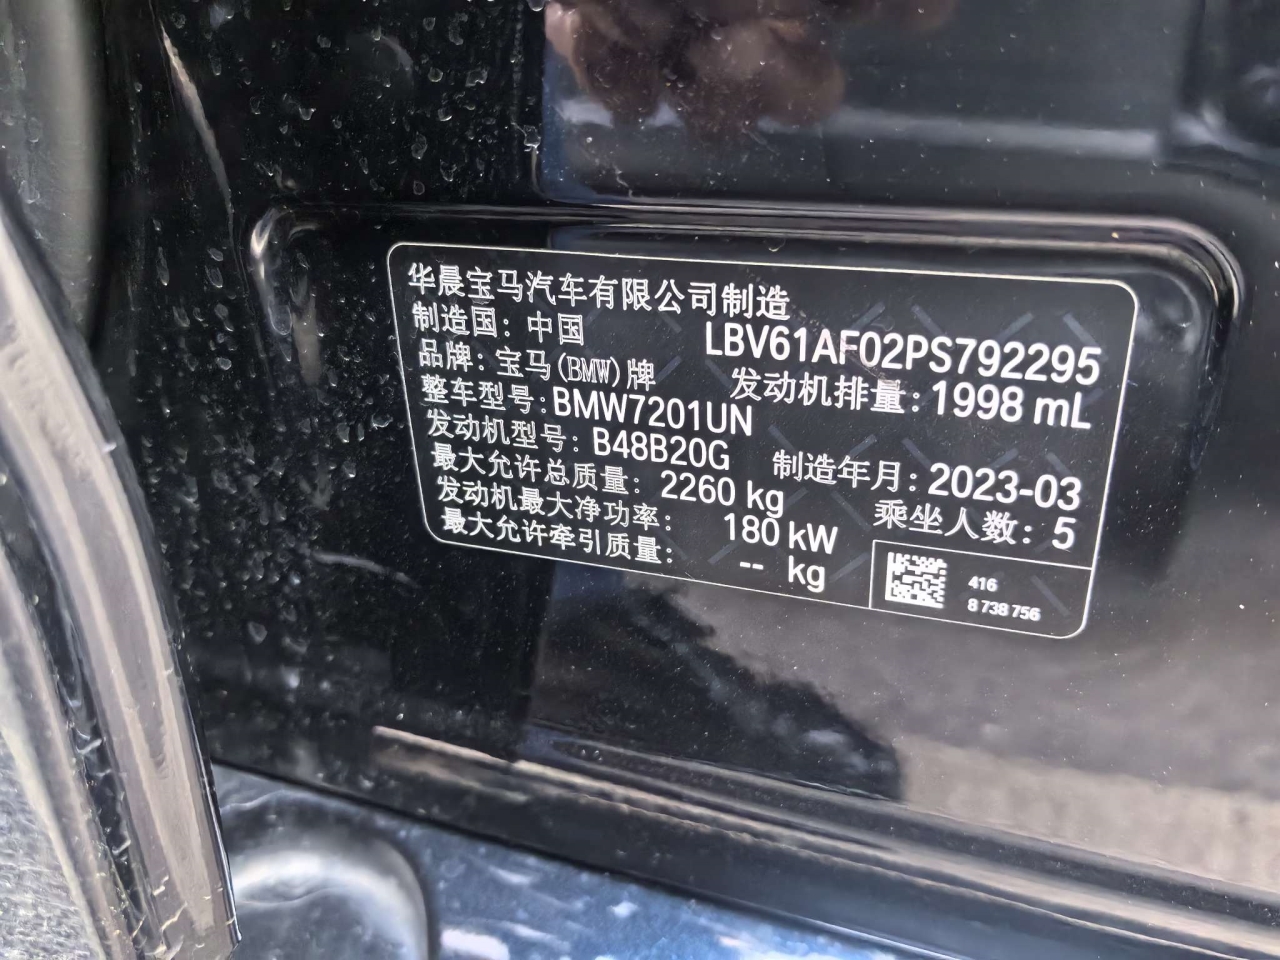 华晨宝马汽车有限公司制造
制造国：中国 LBV61AF02PS792295
品牌：宝马(BMW)牌 发动机排量：1998 mL
整车型号：BMW7201UN
发动机型号：B48B20G 制造年月：2023-03
最大允许总质量：2260 kg 乘坐人数：5
发动机最大净功率：180 kW
最大允许牵引质量：-- kg
416
8 738 756